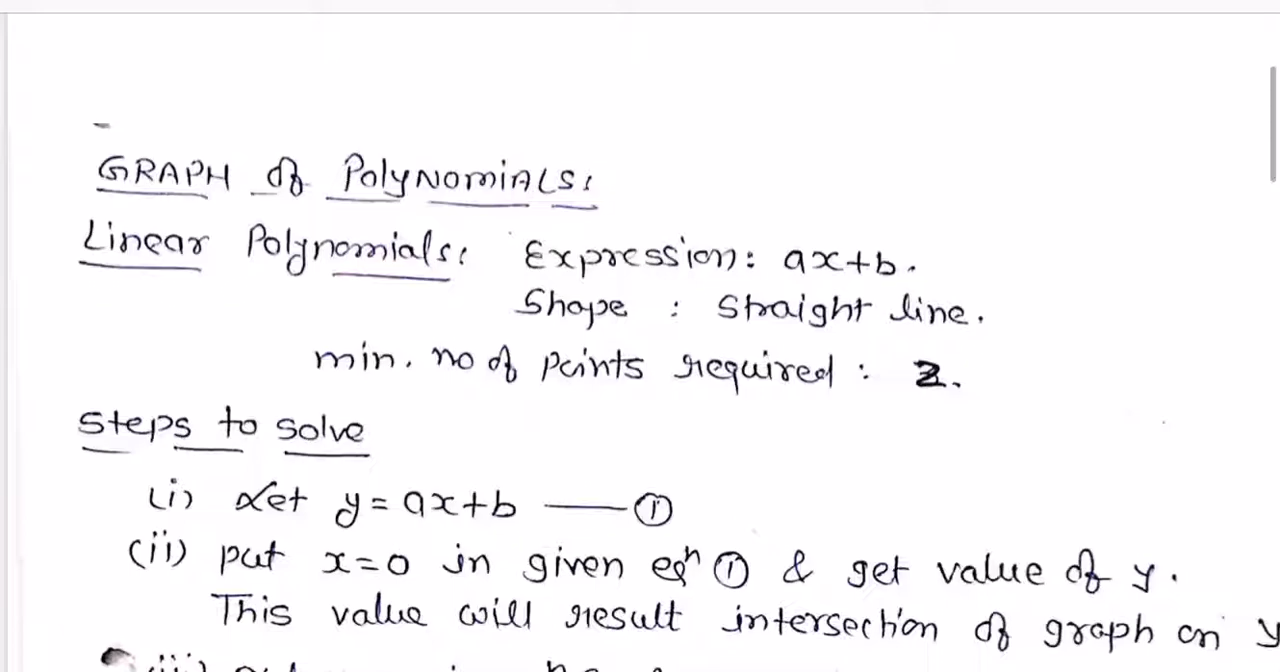 GRAPH of PolyNomiALS:
Linear Polynomials: Expression: ax+b.
Shape : Straight line.
min. no of points required : 2.
Steps to solve
(i) Let y = ax+b —— ①
(ii) put x=0 in given eqⁿ ① & get value of y.
This value will result intersection of graph on y